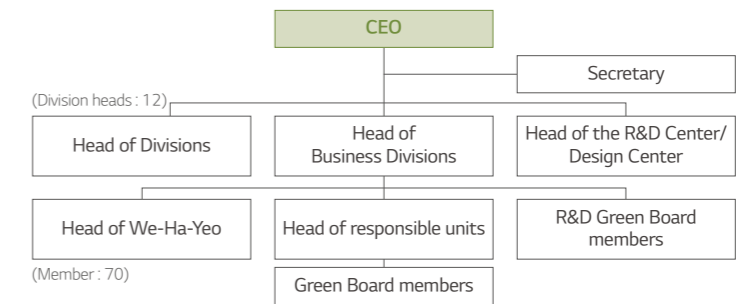 CEO
Secretary
(Division heads : 12)
Head of Divisions
Head of
Business Divisions
Head of the R&D Center/
Design Center
Head of We-Ha-Yeo
Head of responsible units
R&D Green Board
members
(Member : 70)
Green Board members